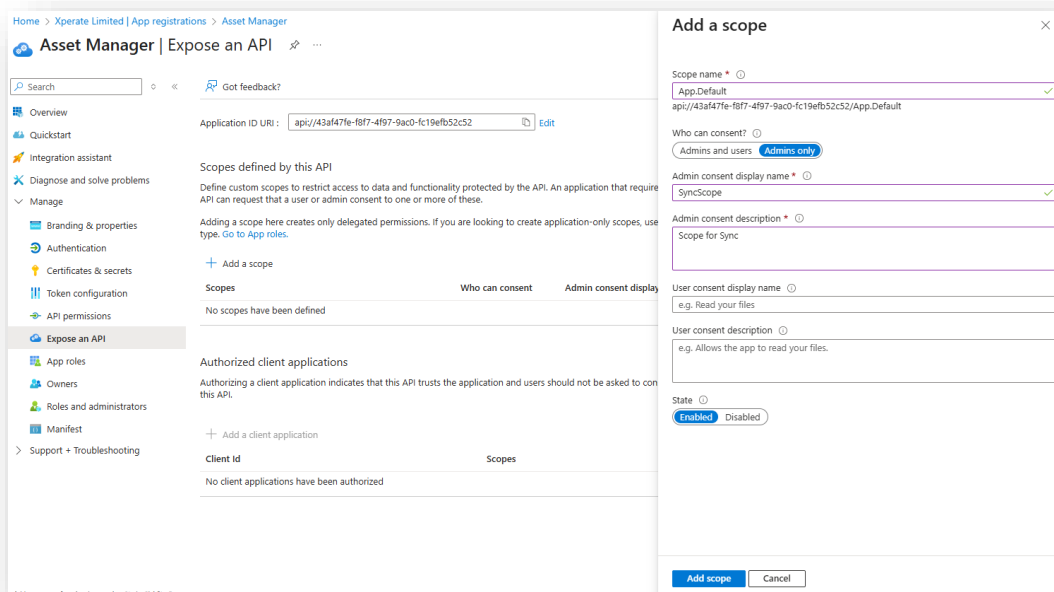 Home > Xperate Limited | App registrations > Asset Manager
Asset Manager | Expose an API
Search
Got feedback?
Overview
Quickstart
Integration assistant
Diagnose and solve problems
Manage
Branding & properties
Authentication
Certificates & secrets
Token configuration
API permissions
Expose an API
App roles
Owners
Roles and administrators
Manifest
Support + Troubleshooting
Application ID URI : api://43af47fe-f8f7-4f97-9ac0-fc19efb52c52 Edit
Scopes defined by this API
Define custom scopes to restrict access to data and functionality protected by the API. An application that require
API can request that a user or admin consent to one or more of these.
Adding a scope here creates only delegated permissions. If you are looking to create application-only scopes, use
type. Go to App roles.
Add a scope
Scopes Who can consent Admin consent display
No scopes have been defined
Authorized client applications
Authorizing a client application indicates that this API trusts the application and users should not be asked to con
this API.
Add a client application
Client Id Scopes
No client applications have been authorized
Add a scope
Scope name *
App.Default
api://43af47fe-f8f7-4f97-9ac0-fc19efb52c52/App.Default
Who can consent?
Admins and users Admins only
Admin consent display name *
SyncScope
Admin consent description *
Scope for Sync
User consent display name
e.g. Read your files
User consent description
e.g. Allows the app to read your files.
State
Enabled Disabled
Add scope Cancel